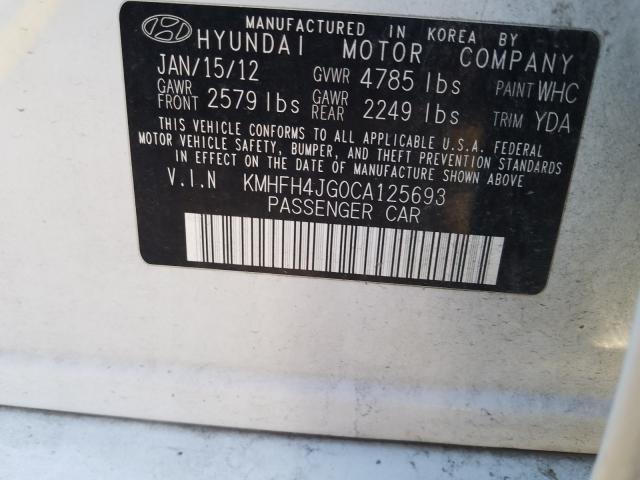 MANUFACTURED IN KOREA BY
HYUNDAI MOTOR COMPANY
JAN/15/12 GVWR 4785 lbs PAINT WHC
GAWR FRONT 2579 lbs GAWR REAR 2249 lbs TRIM YDA
THIS VEHICLE CONFORMS TO ALL APPLICABLE U.S.A. FEDERAL
MOTOR VEHICLE SAFETY, BUMPER, AND THEFT PREVENTION STANDARDS
IN EFFECT ON THE DATE OF MANUFACTURE SHOWN ABOVE
V.I.N KMHFH4JG0CA125693
PASSENGER CAR